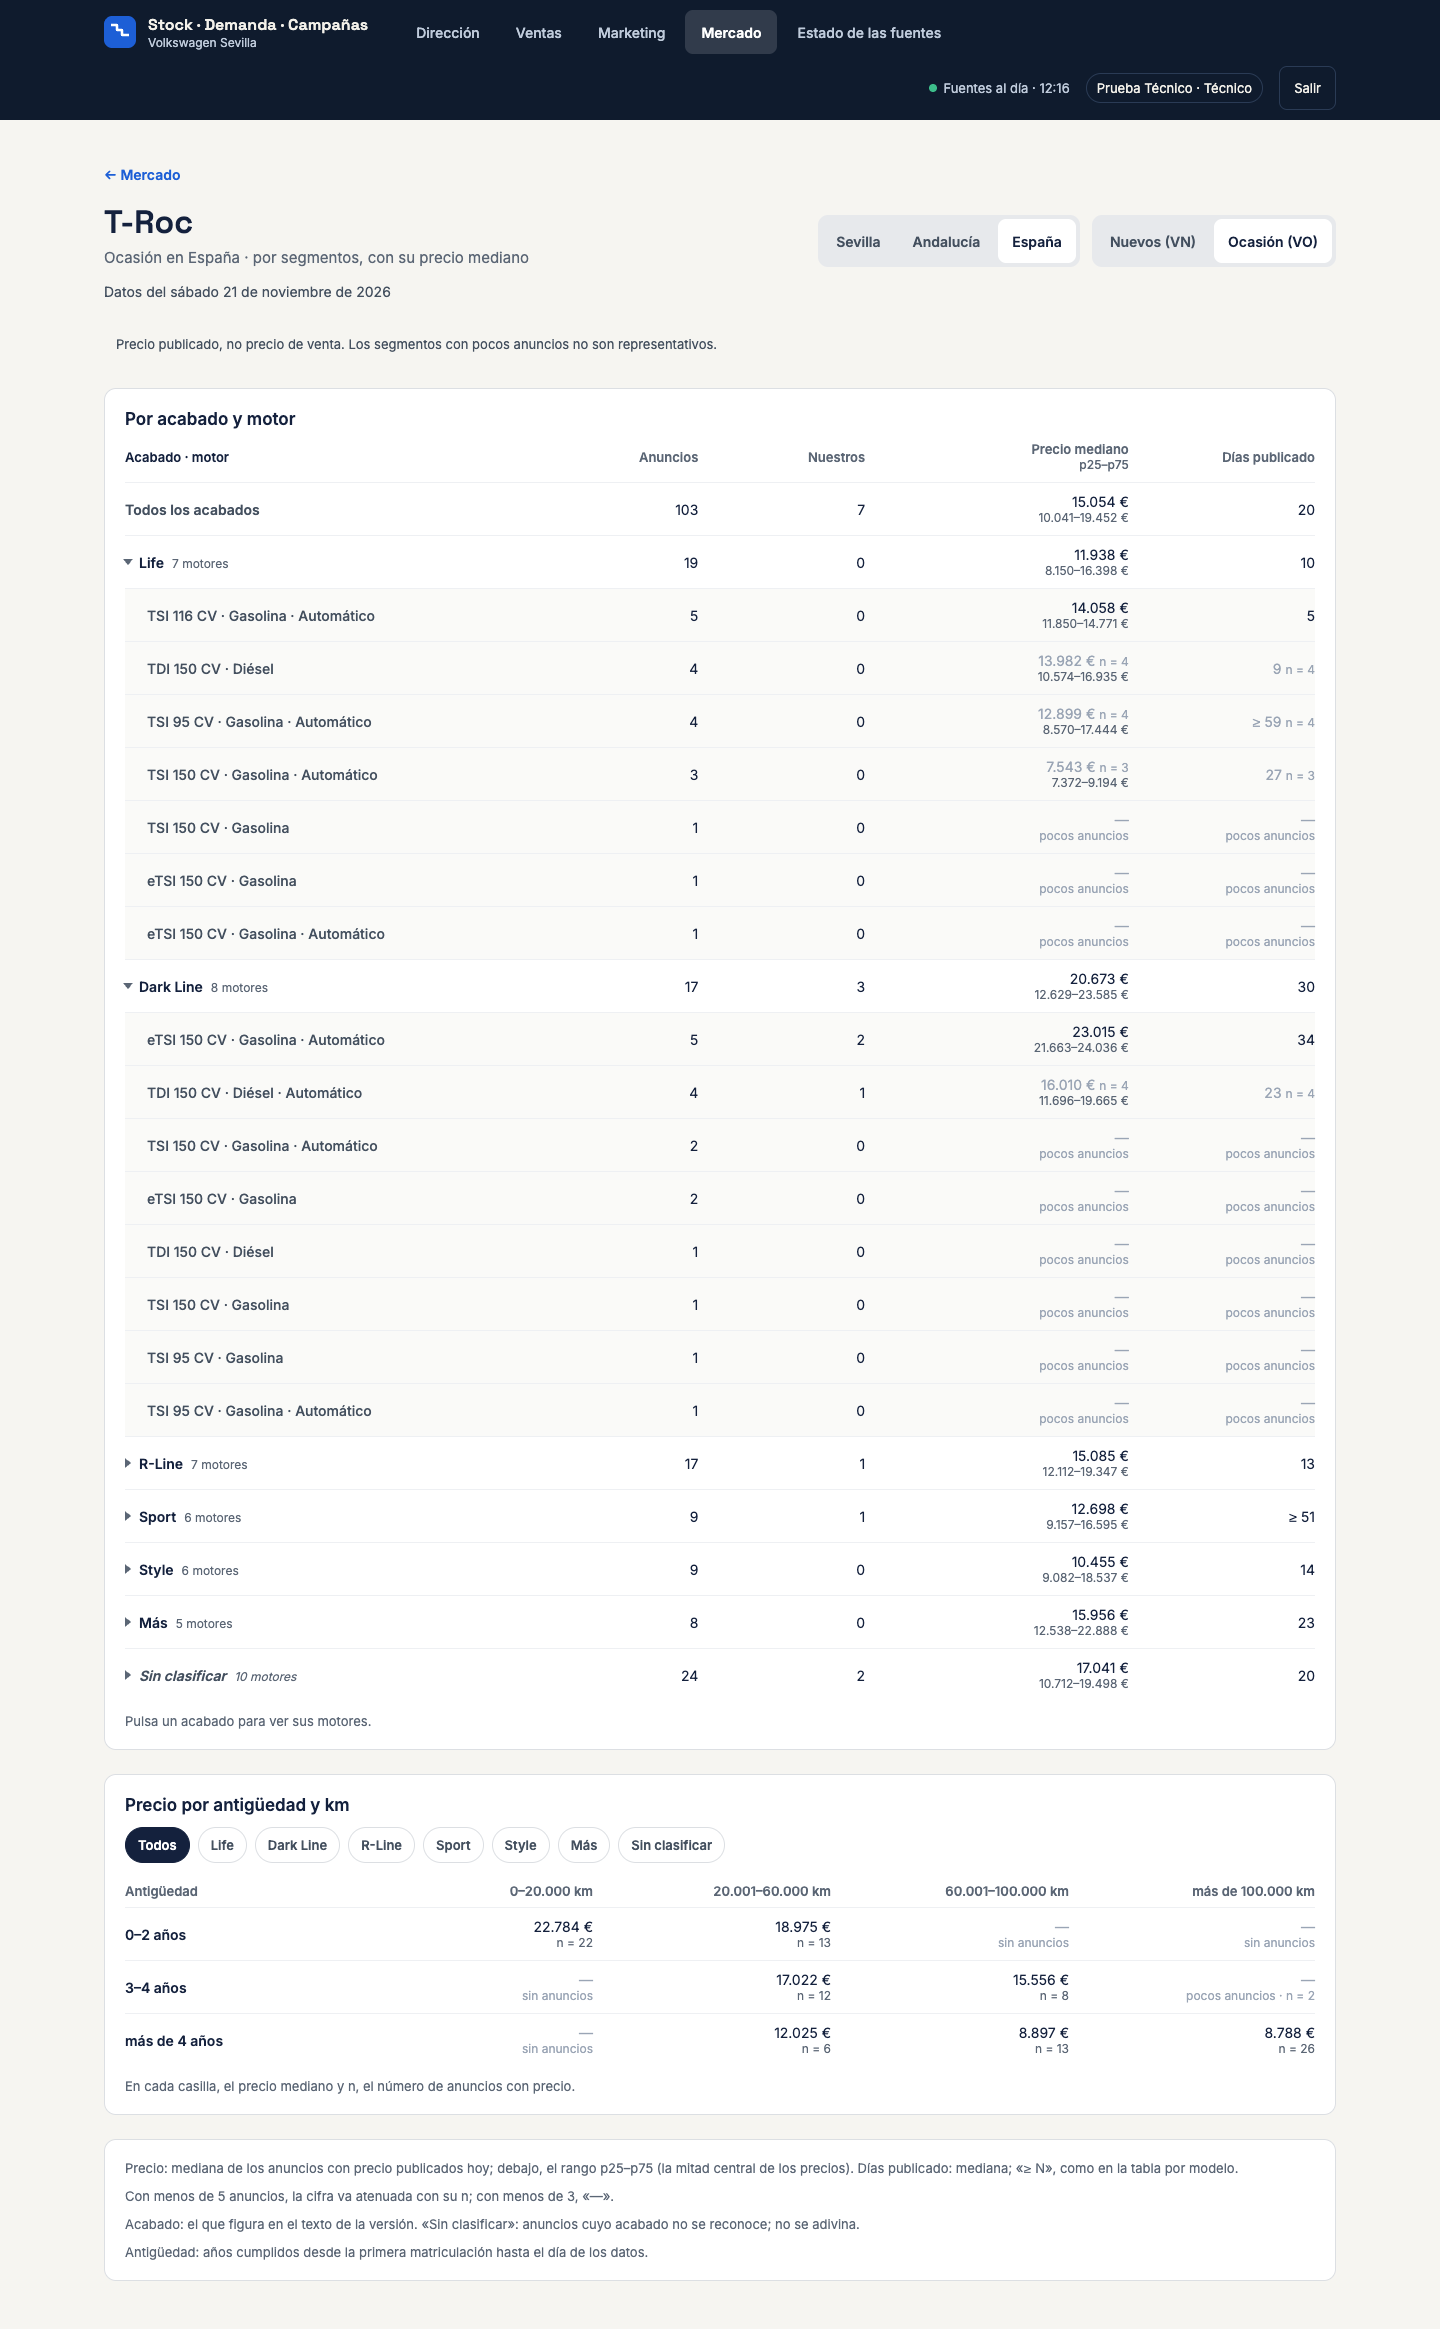 Stock · Demanda · Campañas
Volkswagen Sevilla
Dirección Ventas Marketing Mercado Estado de las fuentes
Fuentes al día · 12:16 Prueba Técnico · Técnico Salir
← Mercado
T-Roc
Ocasión en España · por segmentos, con su precio mediano
Sevilla Andalucía España Nuevos (VN) Ocasión (VO)
Datos del sábado 21 de noviembre de 2026
Precio publicado, no precio de venta. Los segmentos con pocos anuncios no son representativos.
Por acabado y motor
Acabado · motor Anuncios Nuestros Precio mediano p25–p75 Días publicado
Todos los acabados 103 7 15.054 € 20
10.041–19.452 €
Life 7 motores 19 0 11.938 € 10
8.150–16.398 €
TSI 116 CV · Gasolina · Automático 5 0 14.058 € 5
11.850–14.771 €
TDI 150 CV · Diésel 4 0 13.982 € n = 4 9 n = 4
10.574–16.935 €
TSI 95 CV · Gasolina · Automático 4 0 12.899 € n = 4 ≥ 59 n = 4
8.570–17.444 €
TSI 150 CV · Gasolina · Automático 3 0 7.543 € n = 3 27 n = 3
7.372–9.194 €
TSI 150 CV · Gasolina 1 0 — —
pocos anuncios pocos anuncios
eTSI 150 CV · Gasolina 1 0 — —
pocos anuncios pocos anuncios
eTSI 150 CV · Gasolina · Automático 1 0 — —
pocos anuncios pocos anuncios
Dark Line 8 motores 17 3 20.673 € 30
12.629–23.585 €
eTSI 150 CV · Gasolina · Automático 5 2 23.015 € 34
21.663–24.036 €
TDI 150 CV · Diésel · Automático 4 1 16.010 € n = 4 23 n = 4
11.696–19.665 €
TSI 150 CV · Gasolina · Automático 2 0 — —
pocos anuncios pocos anuncios
eTSI 150 CV · Gasolina 2 0 — —
pocos anuncios pocos anuncios
TDI 150 CV · Diésel 1 0 — —
pocos anuncios pocos anuncios
TSI 150 CV · Gasolina 1 0 — —
pocos anuncios pocos anuncios
TSI 95 CV · Gasolina 1 0 — —
pocos anuncios pocos anuncios
TSI 95 CV · Gasolina · Automático 1 0 — —
pocos anuncios pocos anuncios
R-Line 7 motores 17 1 15.085 € 13
12.112–19.347 €
Sport 6 motores 9 1 12.698 € ≥ 51
9.157–16.595 €
Style 6 motores 9 0 10.455 € 14
9.082–18.537 €
Más 5 motores 8 0 15.956 € 23
12.538–22.888 €
Sin clasificar 10 motores 24 2 17.041 € 20
10.712–19.498 €
Pulsa un acabado para ver sus motores.
Precio por antigüedad y km
Todos Life Dark Line R-Line Sport Style Más Sin clasificar
Antigüedad 0–20.000 km 20.001–60.000 km 60.001–100.000 km más de 100.000 km
0–2 años 22.784 € 18.975 € — —
n = 22 n = 13 sin anuncios sin anuncios
3–4 años — 17.022 € 15.556 € —
sin anuncios n = 12 n = 8 pocos anuncios · n = 2
más de 4 años — 12.025 € 8.897 € 8.788 €
sin anuncios n = 6 n = 13 n = 26
En cada casilla, el precio mediano y n, el número de anuncios con precio.
Precio: mediana de los anuncios con precio publicados hoy; debajo, el rango p25–p75 (la mitad central de los precios). Días publicado: mediana; «≥ N», como en la tabla por modelo.
Con menos de 5 anuncios, la cifra va atenuada con su n; con menos de 3, «—».
Acabado: el que figura en el texto de la versión. «Sin clasificar»: anuncios cuyo acabado no se reconoce; no se adivina.
Antigüedad: años cumplidos desde la primera matriculación hasta el día de los datos.